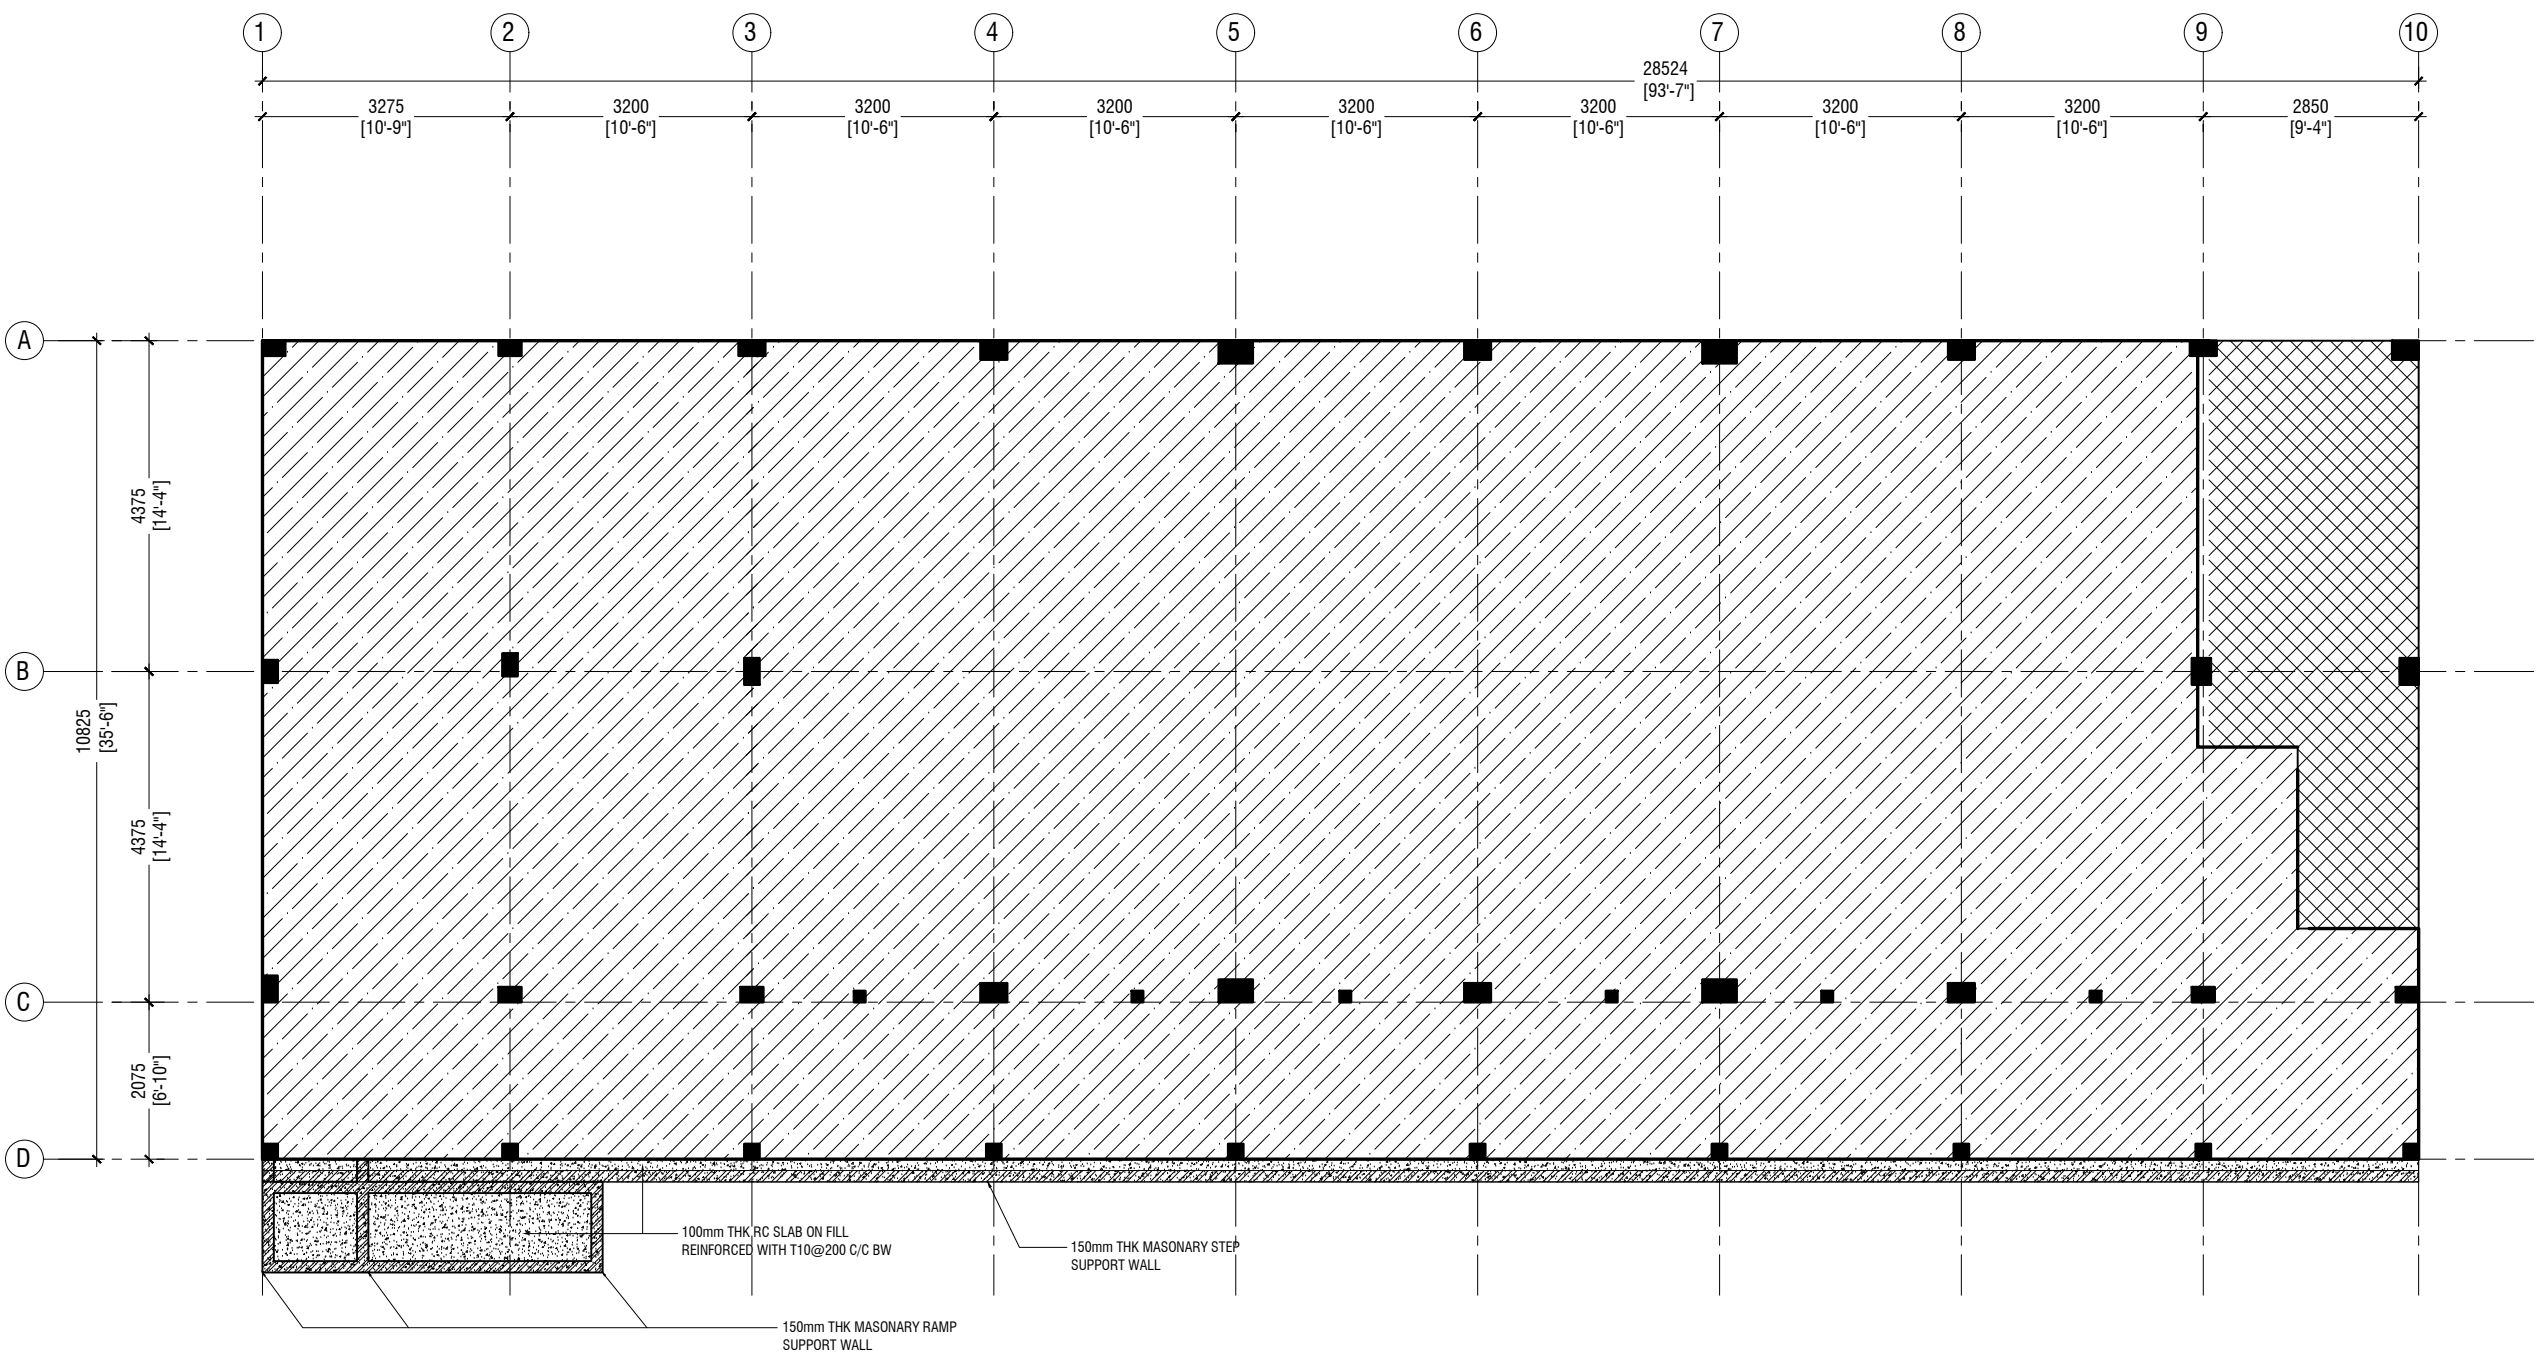 1 2 3 4 5 6 7 8 9 10
28524
[93'-7"]
3275 3200 3200 3200 3200 3200 3200 3200 2850
[10'-9"] [10'-6"] [10'-6"] [10'-6"] [10'-6"] [10'-6"] [10'-6"] [10'-6"] [9'-4"]
A
4375
[14'-4"]
B
10825
[35'-6"]
4375
[14'-4"]
C
2075
[6'-10"]
D
100mm THK RC SLAB ON FILL
REINFORCED WITH T10@200 C/C BW
150mm THK MASONARY STEP
SUPPORT WALL
150mm THK MASONARY RAMP
SUPPORT WALL